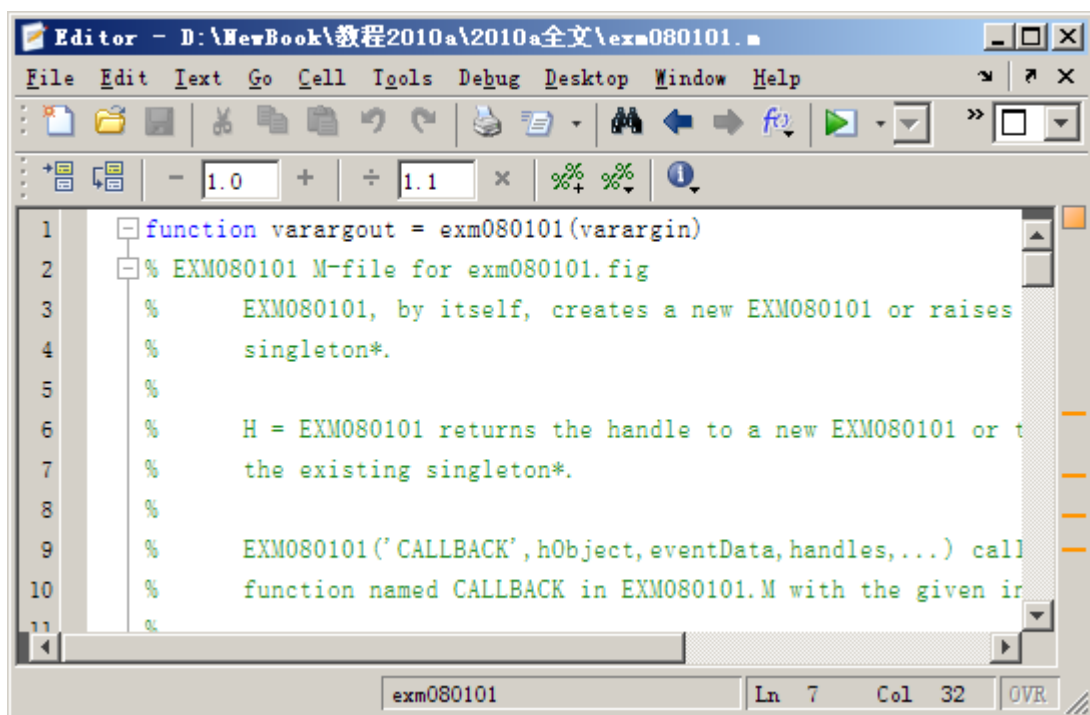 Editor - D:\NewBook\教程2010a\2010a全文\exm080101.m
File Edit Text Go Cell Tools Debug Desktop Window Help
1.0 1.1
1 function varargout = exm080101(varargin)
2 % EXM080101 M-file for exm080101.fig
3 % EXM080101, by itself, creates a new EXM080101 or raises
4 % singleton*.
5 %
6 % H = EXM080101 returns the handle to a new EXM080101 or t
7 % the existing singleton*.
8 %
9 % EXM080101('CALLBACK',hObject,eventData,handles,...) call
10 % function named CALLBACK in EXM080101.M with the given in
11 %
exm080101 Ln 7 Col 32 OVR